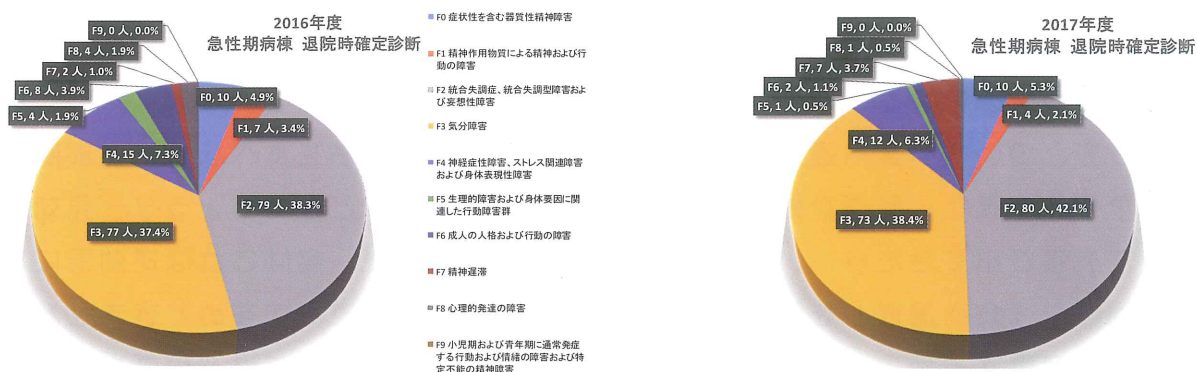 2016年度
急性期病棟 退院時確定診断
F9, 0 人, 0.0%
F8, 4 人, 1.9%
F7, 2 人, 1.0%
F6, 8 人, 3.9%
F5, 4 人, 1.9%
F4, 15 人, 7.3%
F0, 10 人, 4.9%
F1, 7 人, 3.4%
F2, 79 人, 38.3%
F3, 77 人, 37.4%
F0 症状性を含む器質性精神障害
F1 精神作用物質による精神および行
動の障害
F2 統合失調症、統合失調型障害およ
び妄想性障害
F3 気分障害
F4 神経症性障害、ストレス関連障害
および身体表現性障害
F5 生理的障害および身体要因に関
連した行動障害群
F6 成人の人格および行動の障害
F7 精神遅滞
F8 心理的発達の障害
F9 小児期および青年期に通常発症
する行動および情緒の障害および特
定不能の精神障害
2017年度
急性期病棟 退院時確定診断
F9, 0 人, 0.0%
F8, 1 人, 0.5%
F7, 7 人, 3.7%
F6, 2 人, 1.1%
F5, 1 人, 0.5%
F4, 12 人, 6.3%
F0, 10 人, 5.3%
F1, 4 人, 2.1%
F2, 80 人, 42.1%
F3, 73 人, 38.4%